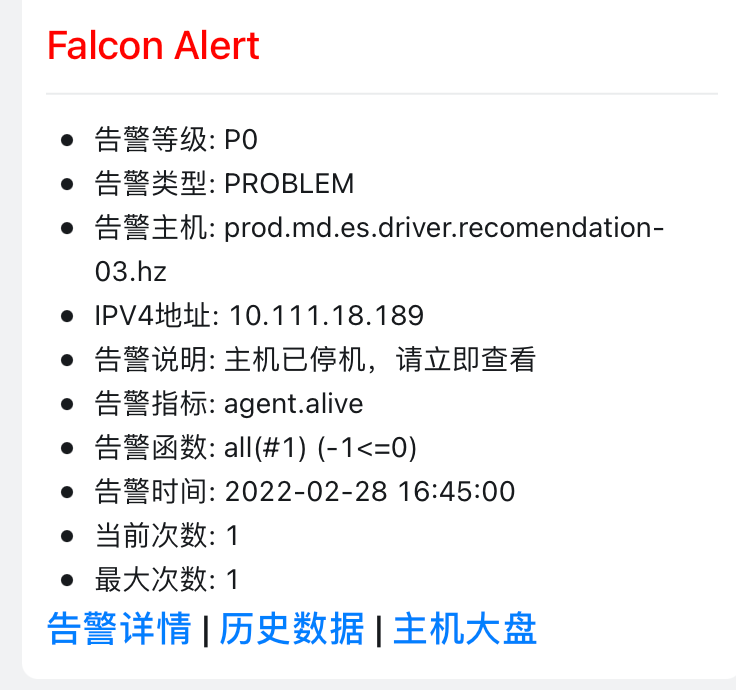 Falcon Alert
告警等级: P0
告警类型: PROBLEM
告警主机: prod.md.es.driver.recomendation-
03.hz
IPV4地址: 10.111.18.189
告警说明: 主机已停机，请立即查看
告警指标: agent.alive
告警函数: all(#1) (-1<=0)
告警时间: 2022-02-28 16:45:00
当前次数: 1
最大次数: 1
告警详情 | 历史数据 | 主机大盘